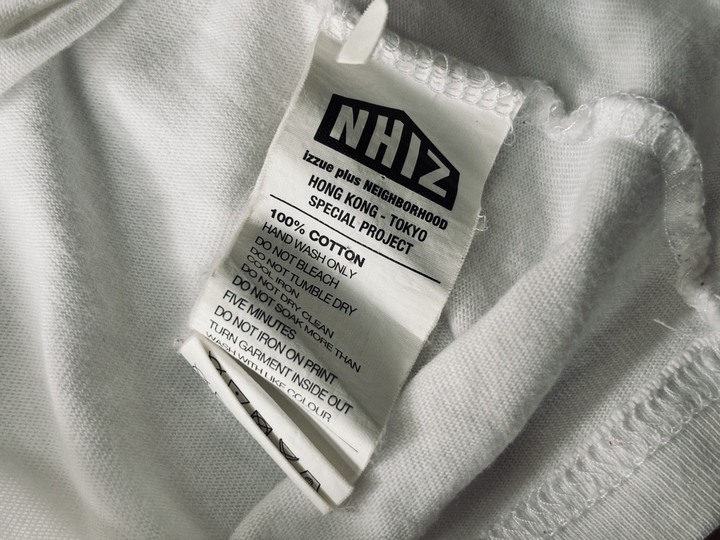 NHIZ
izzue plus NEIGHBORHOOD
HONG KONG - TOKYO
SPECIAL PROJECT
100% COTTON
HAND WASH ONLY
DO NOT BLEACH
DO NOT TUMBLE DRY
COOL IRON
DO NOT DRY CLEAN
DO NOT SOAK MORE THAN
FIVE MINUTES
DO NOT IRON ON PRINT
TURN GARMENT INSIDE OUT
WASH WITH LIKE COLOUR